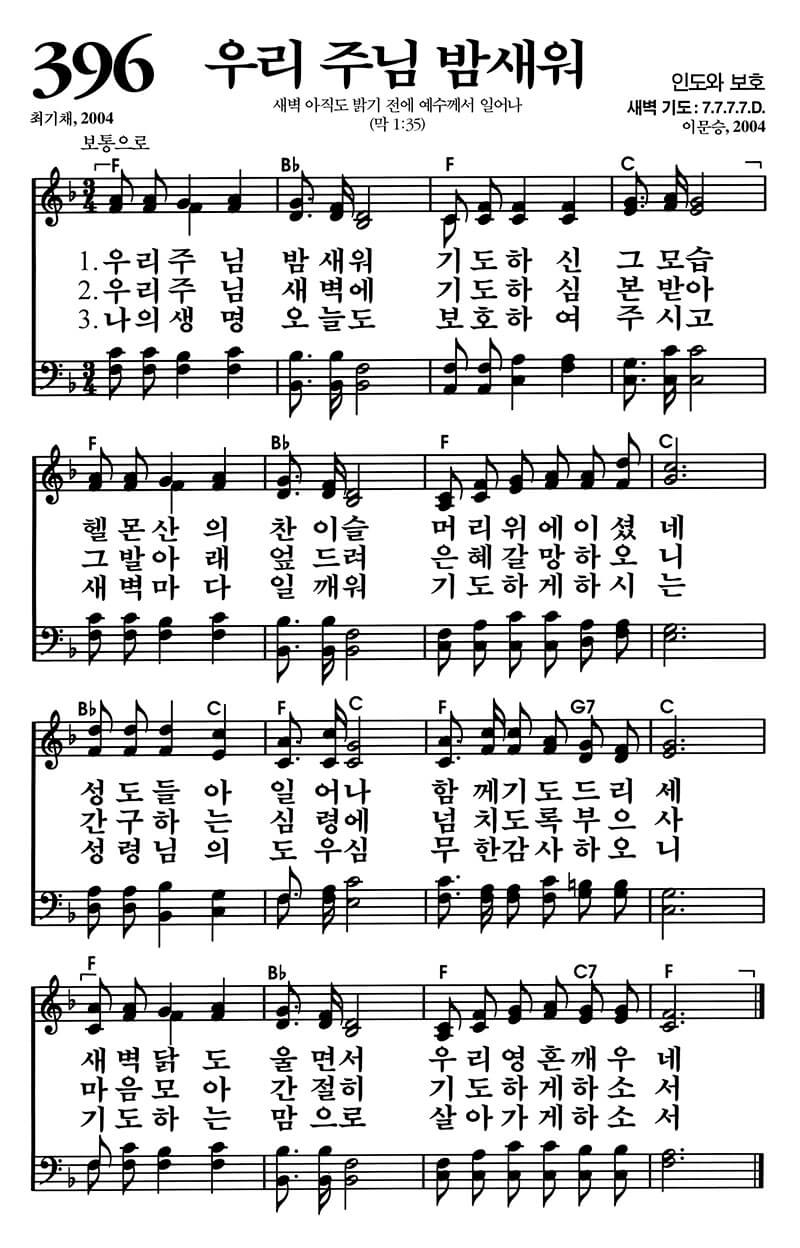 396 우리 주님 밤새워 인도와 보호
최기채, 2004 새벽 아직도 밝기 전에 예수께서 일어나 새벽 기도 : 7.7.7.7.D.
(막 1:35) 이문승, 2004
보통으로
F B♭ F C
3 4
1. 우리주님 밤새워 기도하신 그모습
2. 우리주님 새벽에 기도하심 본받아
3. 나의생명 오늘도 보호하여 주시고
3 4
F B♭ F C
헬몬산의 찬이슬 머리위에이셨네
그발아래 엎드려 은혜갈망하오니
새벽마다 일깨워 기도하게하시는
B♭ C F C F G7 C
성도들아 일어나 함께기도드리세
간구하는 심령에 넘치도록부으사
성령님의 도우심 무한감사하오니
F B♭ F C7 F
새벽닭도 울면서 우리영혼깨우네
마음모아 간절히 기도하게하소서
기도하는 맘으로 살아가게하소서